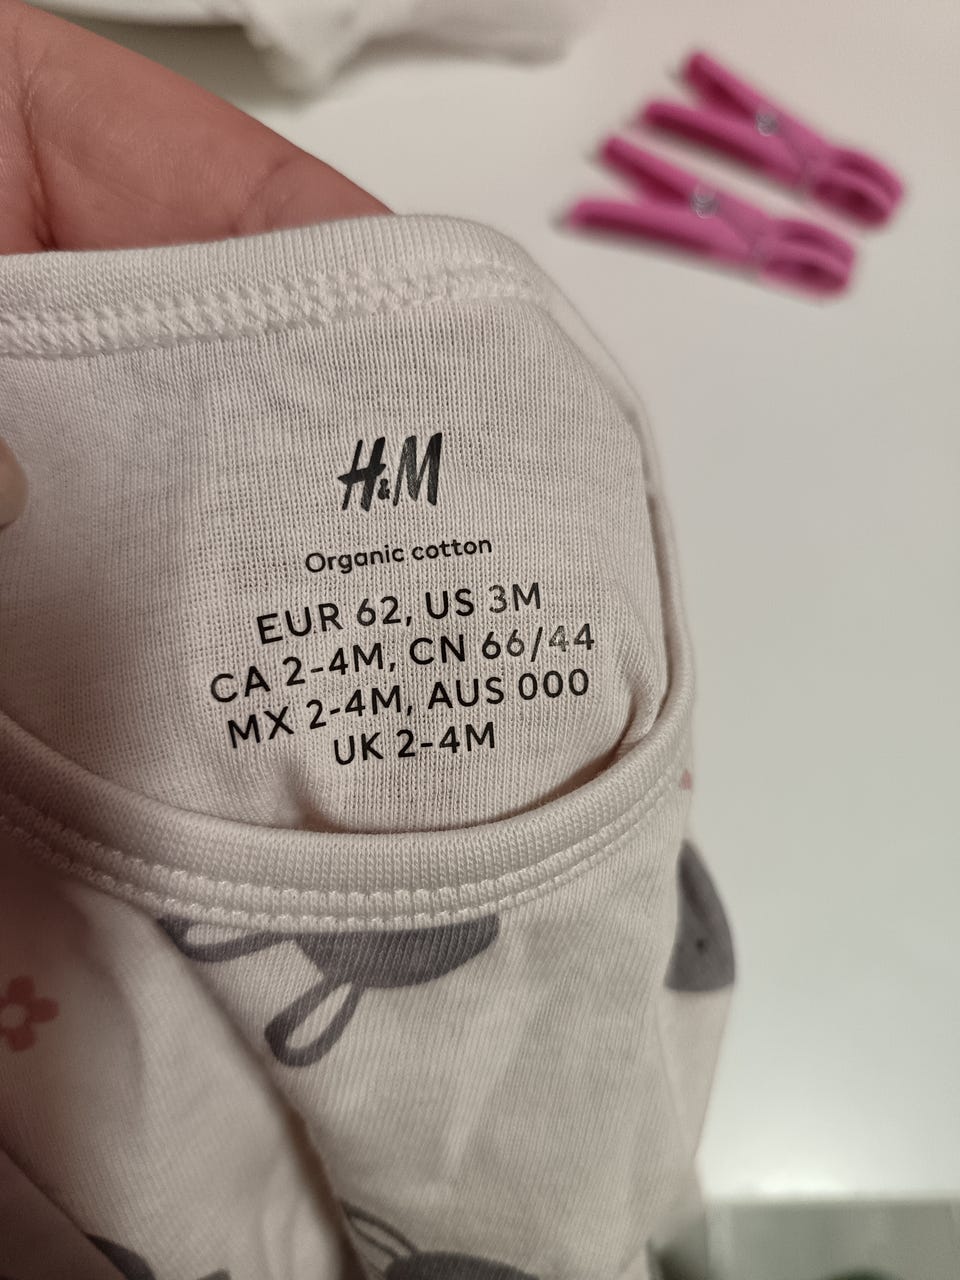 H&M
Organic cotton
EUR 62, US 3M
CA 2-4M, CN 66/44
MX 2-4M, AUS 000
UK 2-4M